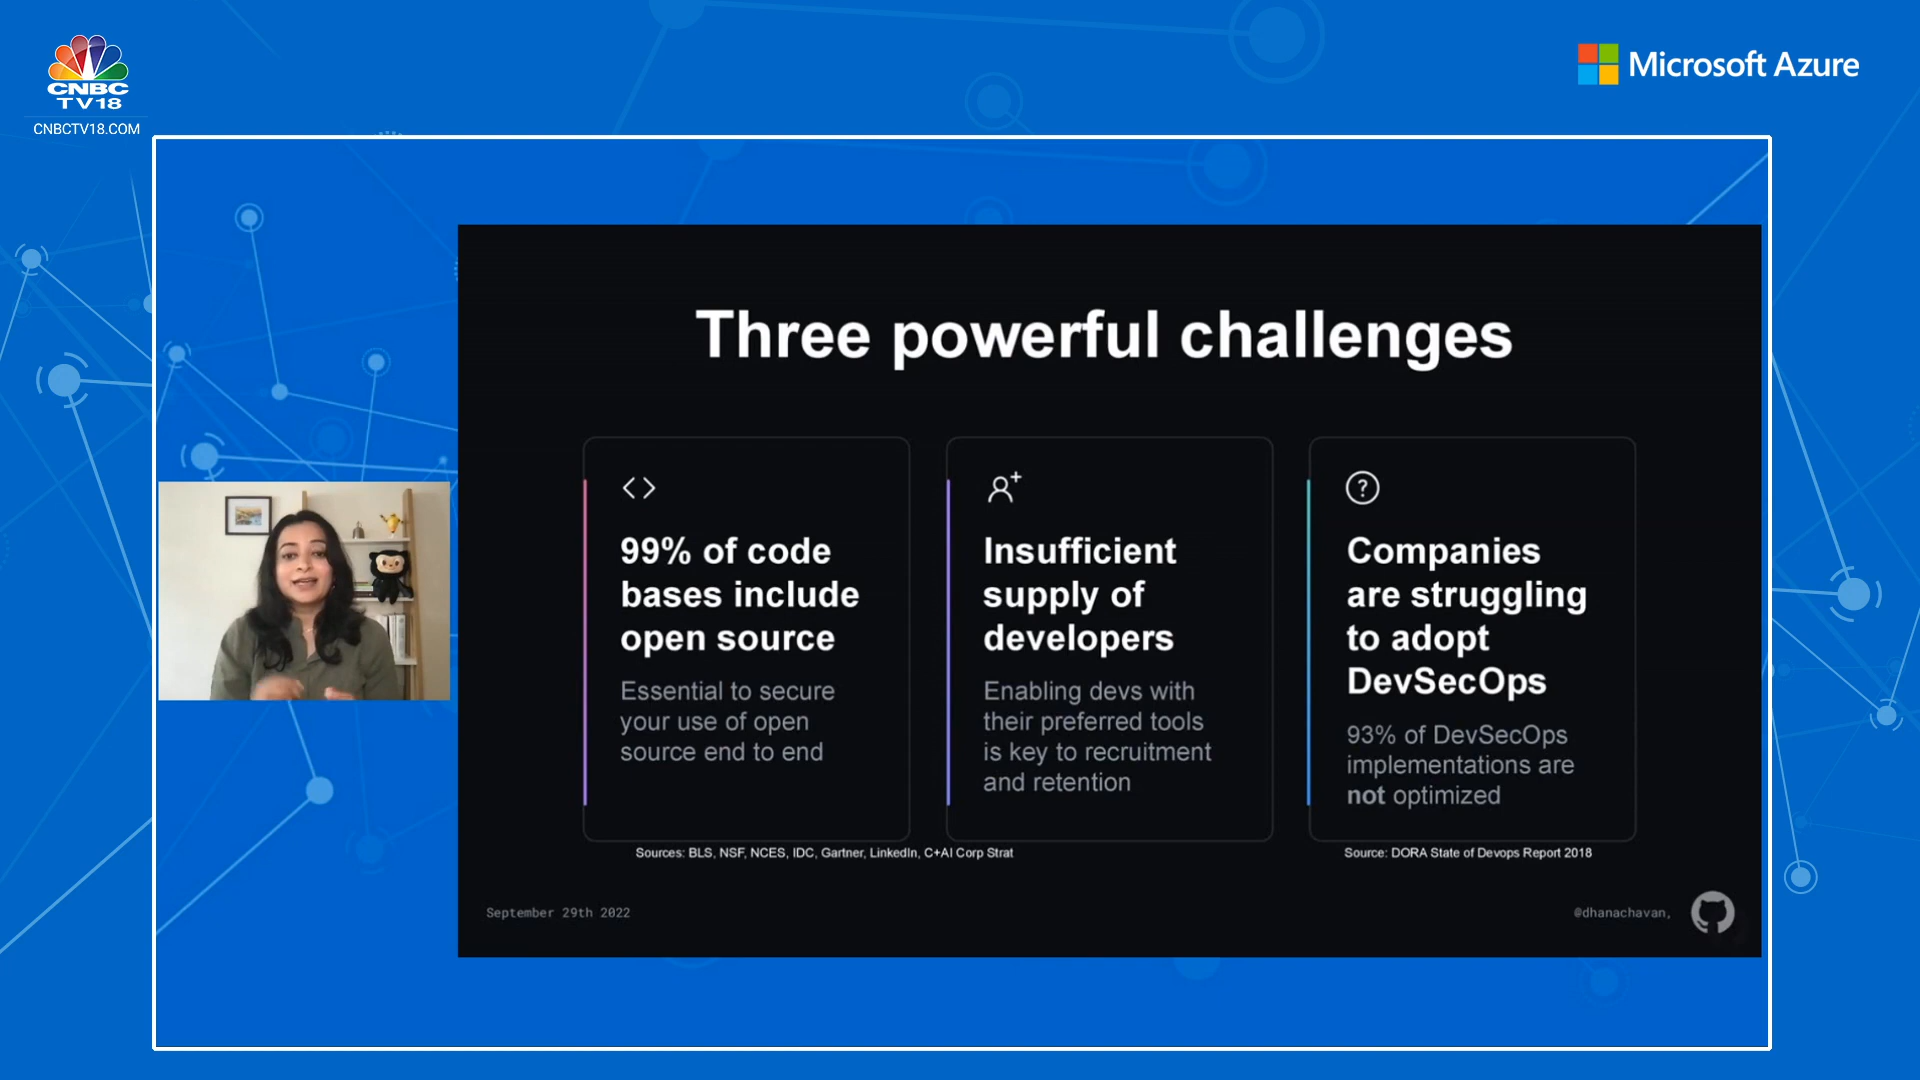 CNBC
TV18
CNBCTV18.COM
Microsoft Azure
Three powerful challenges
99% of code
bases include
open source
Essential to secure
your use of open
source end to end
Insufficient
supply of
developers
Enabling devs with
their preferred tools
is key to recruitment
and retention
Companies
are struggling
to adopt
DevSecOps
93% of DevSecOps
implementations are
not optimized
Sources: BLS, NSF, NCES, IDC, Gartner, LinkedIn, C+AI Corp Strat
Source: DORA State of Devops Report 2018
September 29th 2022
@dhanachavan,